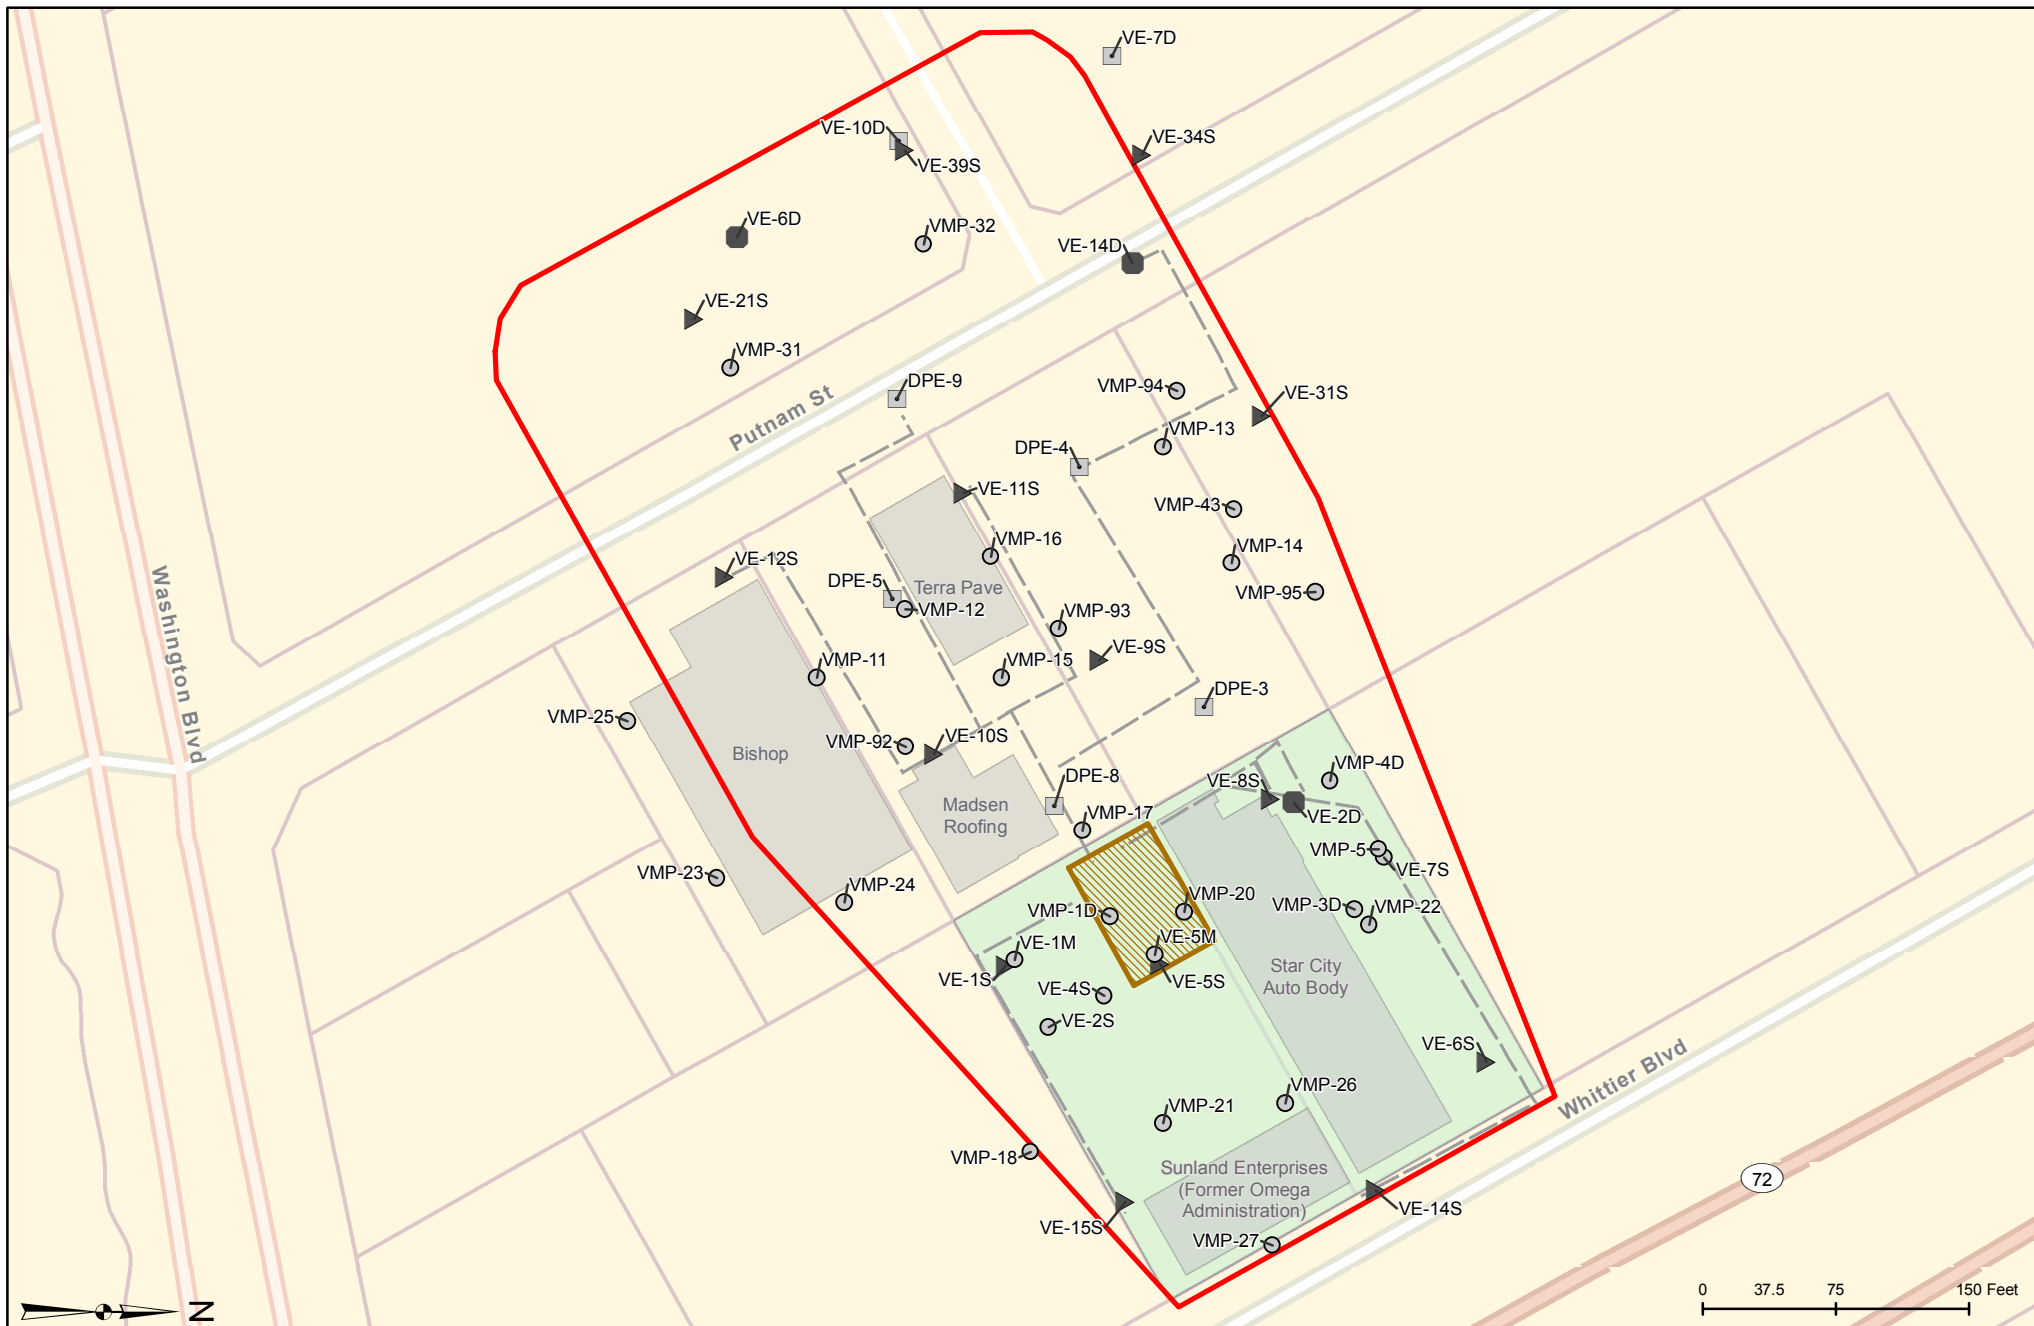 VE-7D
VE-10D
VE-34S
VE-39S
VE-6D
VMP-32
VE-14D
VE-21S
VMP-31
DPE-9
VMP-94
VE-31S
Putnam St
VMP-13
DPE-4
VE-11S
VMP-43
VMP-16
VMP-14
VE-12S
DPE-5
Terra Pave
VMP-95
VMP-12
VMP-93
Washington Blvd
VE-9S
VMP-11
VMP-15
DPE-3
VMP-25
VMP-92
VE-10S
Bishop
VMP-4D
VE-8S
DPE-8
Madsen
Roofing
VMP-17
VE-2D
VMP-5
VE-7S
VMP-23
VMP-24
VMP-20
VMP-1D
VMP-3D
VMP-22
VE-1M
VE-5M
VE-1S
Star City
Auto Body
VE-5S
VE-4S
VE-2S
VE-6S
Whittier Blvd
VMP-26
VMP-21
VMP-18
Sunland Enterprises
(Former Omega
Administration)
72
VE-14S
VE-15S
VMP-27
0 37.5 75 150 Feet
N